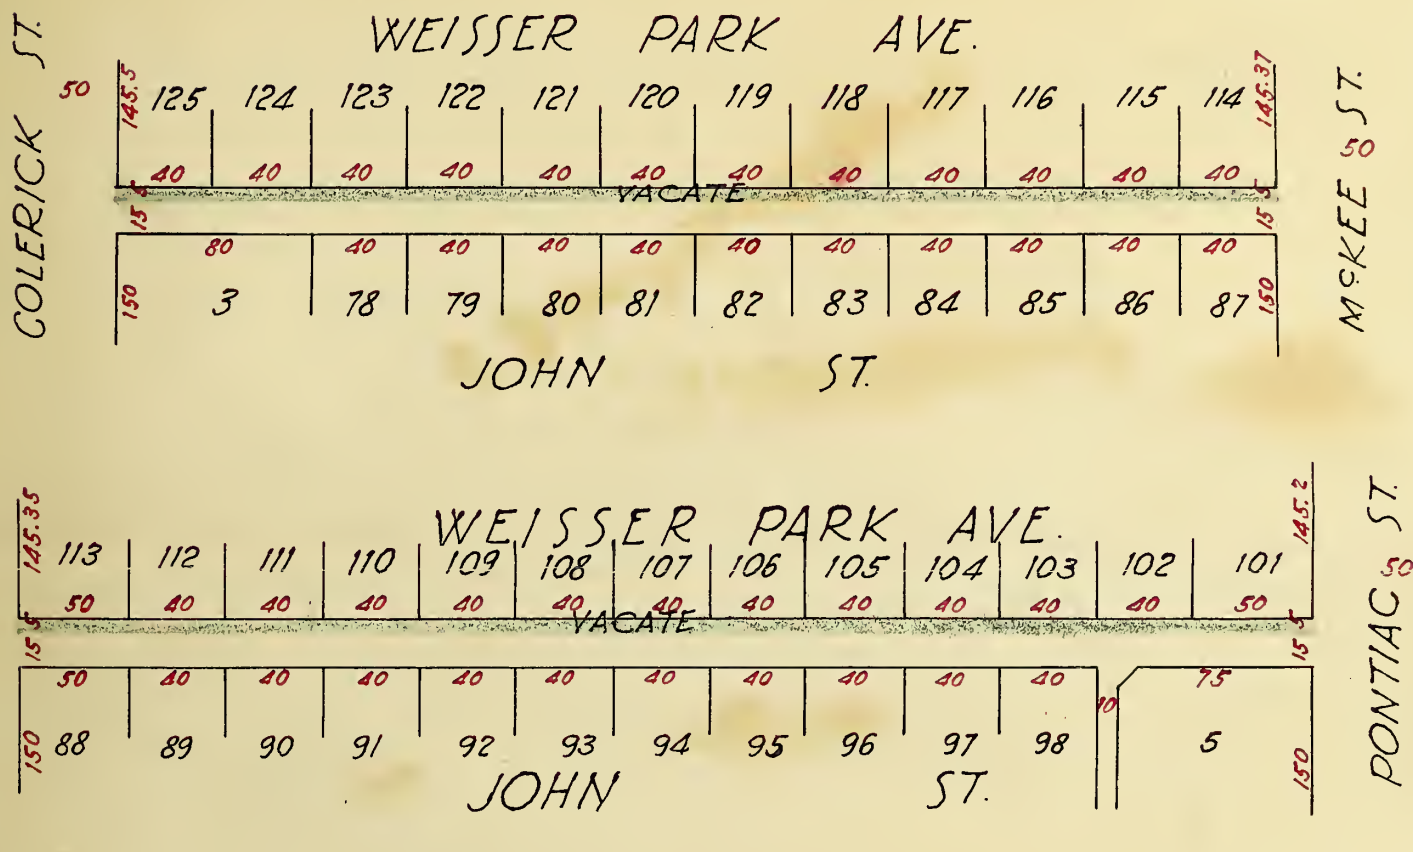 COLERICK ST.
50
WEISSER PARK AVE.
145.5 125 124 123 122 121 120 119 118 117 116 115 114 145.37
40 40 40 40 40 40 40 40 40 40 40 40
15 5 VACATE 15 5
80 40 40 40 40 40 40 40 40 40 40
150 3 78 79 80 81 82 83 84 85 86 87 150
JOHN ST.
McKEE ST.
50
WEISSER PARK AVE.
145.35 113 112 111 110 109 108 107 106 105 104 103 102 101 145.2
50 40 40 40 40 40 40 40 40 40 40 40 50
15 5 VACATE 15 5
50 40 40 40 40 40 40 40 40 40 40 10 75
150 88 89 90 91 92 93 94 95 96 97 98 5 150
JOHN ST.
PONTIAC ST.
50